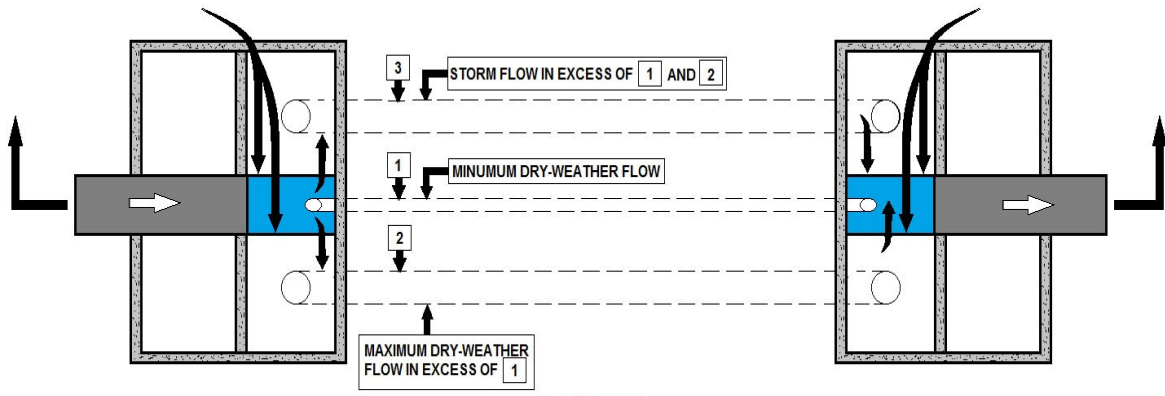 3
STORM FLOW IN EXCESS OF 1 AND 2
1
MINUMUM DRY-WEATHER FLOW
2
MAXIMUM DRY-WEATHER
FLOW IN EXCESS OF 1